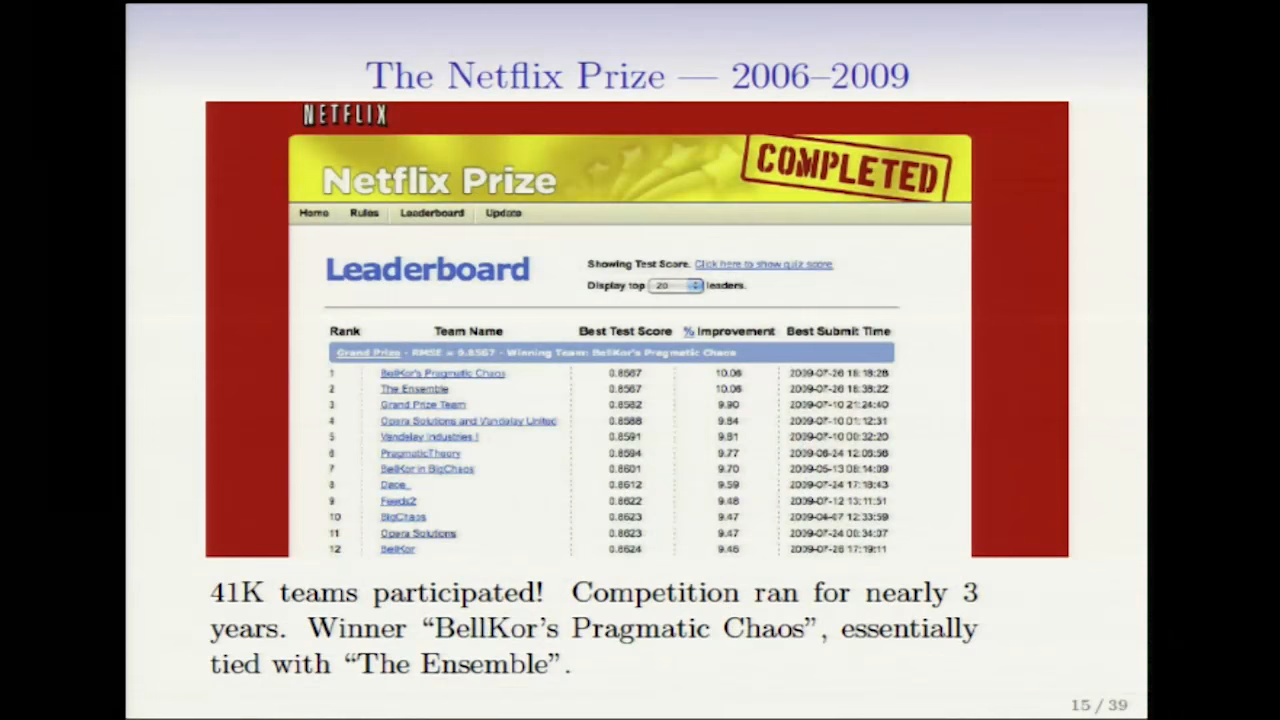 The Netflix Prize — 2006–2009
NETFLIX
Netflix Prize
COMPLETED
Home Rules Leaderboard Update
Leaderboard
Showing Test Score. Click here to show quiz score
Display top 20 leaders.
Rank Team Name Best Test Score % Improvement Best Submit Time
Grand Prize - RMSE = 0.8567 - Winning Team: BellKor's Pragmatic Chaos
1 BellKor's Pragmatic Chaos 0.8567 10.06 2009-07-26 18:18:28
2 The Ensemble 0.8567 10.06 2009-07-26 18:38:22
3 Grand Prize Team 0.8582 9.90 2009-07-10 21:24:40
4 Opera Solutions and Vandelay United 0.8588 9.84 2009-07-10 01:12:31
5 Vandelay Industries ! 0.8591 9.81 2009-07-10 00:32:20
6 PragmaticTheory 0.8594 9.77 2009-06-24 12:06:56
7 BellKor in BigChaos 0.8601 9.70 2009-05-13 08:14:09
8 Dace_ 0.8612 9.59 2009-07-24 17:18:43
9 Feeds2 0.8622 9.48 2009-07-12 13:11:51
10 BigChaos 0.8623 9.47 2009-04-07 12:33:59
11 Opera Solutions 0.8623 9.47 2009-07-24 00:34:07
12 BellKor 0.8624 9.46 2009-07-26 17:19:11
41K teams participated! Competition ran for nearly 3
years. Winner “BellKor’s Pragmatic Chaos”, essentially
tied with “The Ensemble”.
15 / 39